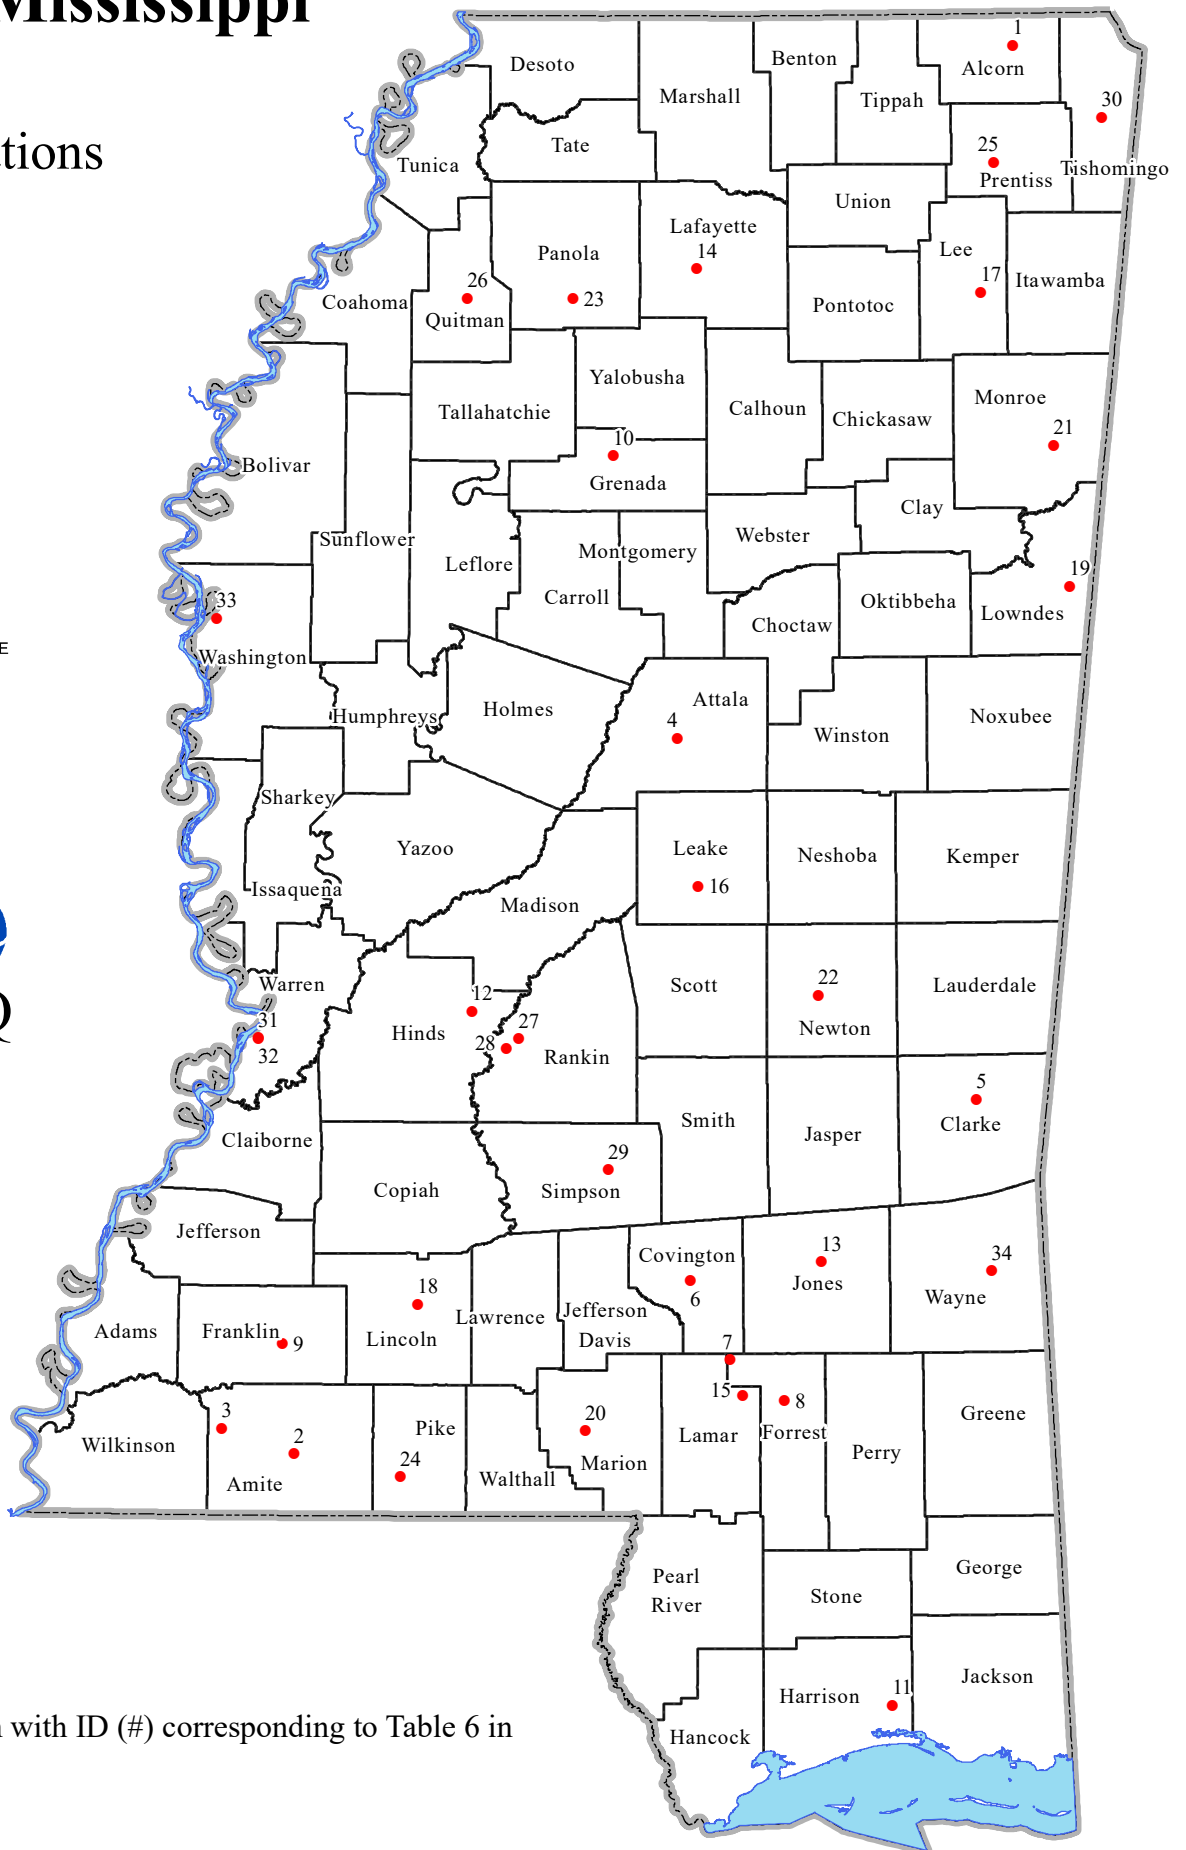 Mississippi
1
Desoto
Benton
Alcorn
Marshall
Tippah
30
Tate
25
Tunica
Prentiss
Tishomingo
Union
Lafayette
Lee
14
Panola
26
17
Itawamba
23
Coahoma
Pontotoc
Quitman
Yalobusha
Monroe
Tallahatchie
Calhoun
Chickasaw
21
10
Bolivar
Grenada
Clay
Sunflower
Webster
Montgomery
Leflore
19
Carroll
33
Oktibbeha
Lowndes
Choctaw
E
Washington
Attala
Holmes
Humphreys
4
Noxubee
Winston
Sharkey
Yazoo
Leake
Neshoba
Kemper
16
Issaquena
Madison
Warren
Scott
22
Lauderdale
12
31
27
Hinds
Newton
28
32
Rankin
5
Smith
Clarke
Claiborne
Jasper
29
Copiah
Simpson
Jefferson
13
Covington
34
18
Jones
6
Wayne
Jefferson
Lawrence
Adams
Franklin
9
Lincoln
Davis
7
15
8
3
20
Greene
Pike
2
Lamar
Forrest
Wilkinson
24
Marion
Perry
Amite
Walthall
George
Pearl
River
Stone
Jackson
11
Harrison
Hancock
with ID (#) corresponding to Table 6 in